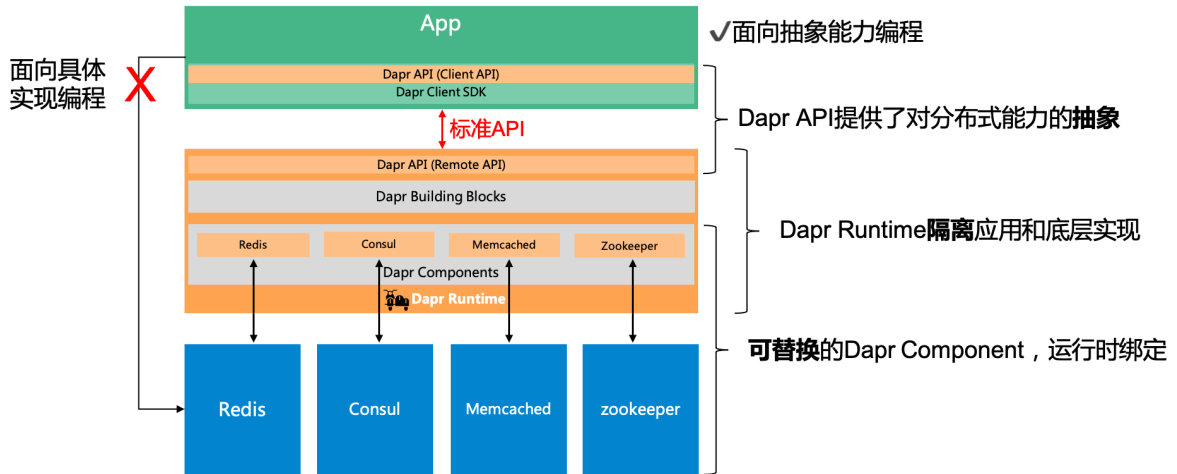 App
✓面向抽象能力编程
面向具体
实现编程
X
Dapr API (Client API)
Dapr Client SDK
标准API
Dapr API提供了对分布式能力的抽象
Dapr API (Remote API)
Dapr Building Blocks
Dapr Runtime隔离应用和底层实现
Redis
Consul
Memcached
Zookeeper
Dapr Components
Dapr Runtime
可替换的Dapr Component，运行时绑定
Redis
Consul
Memcached
zookeeper